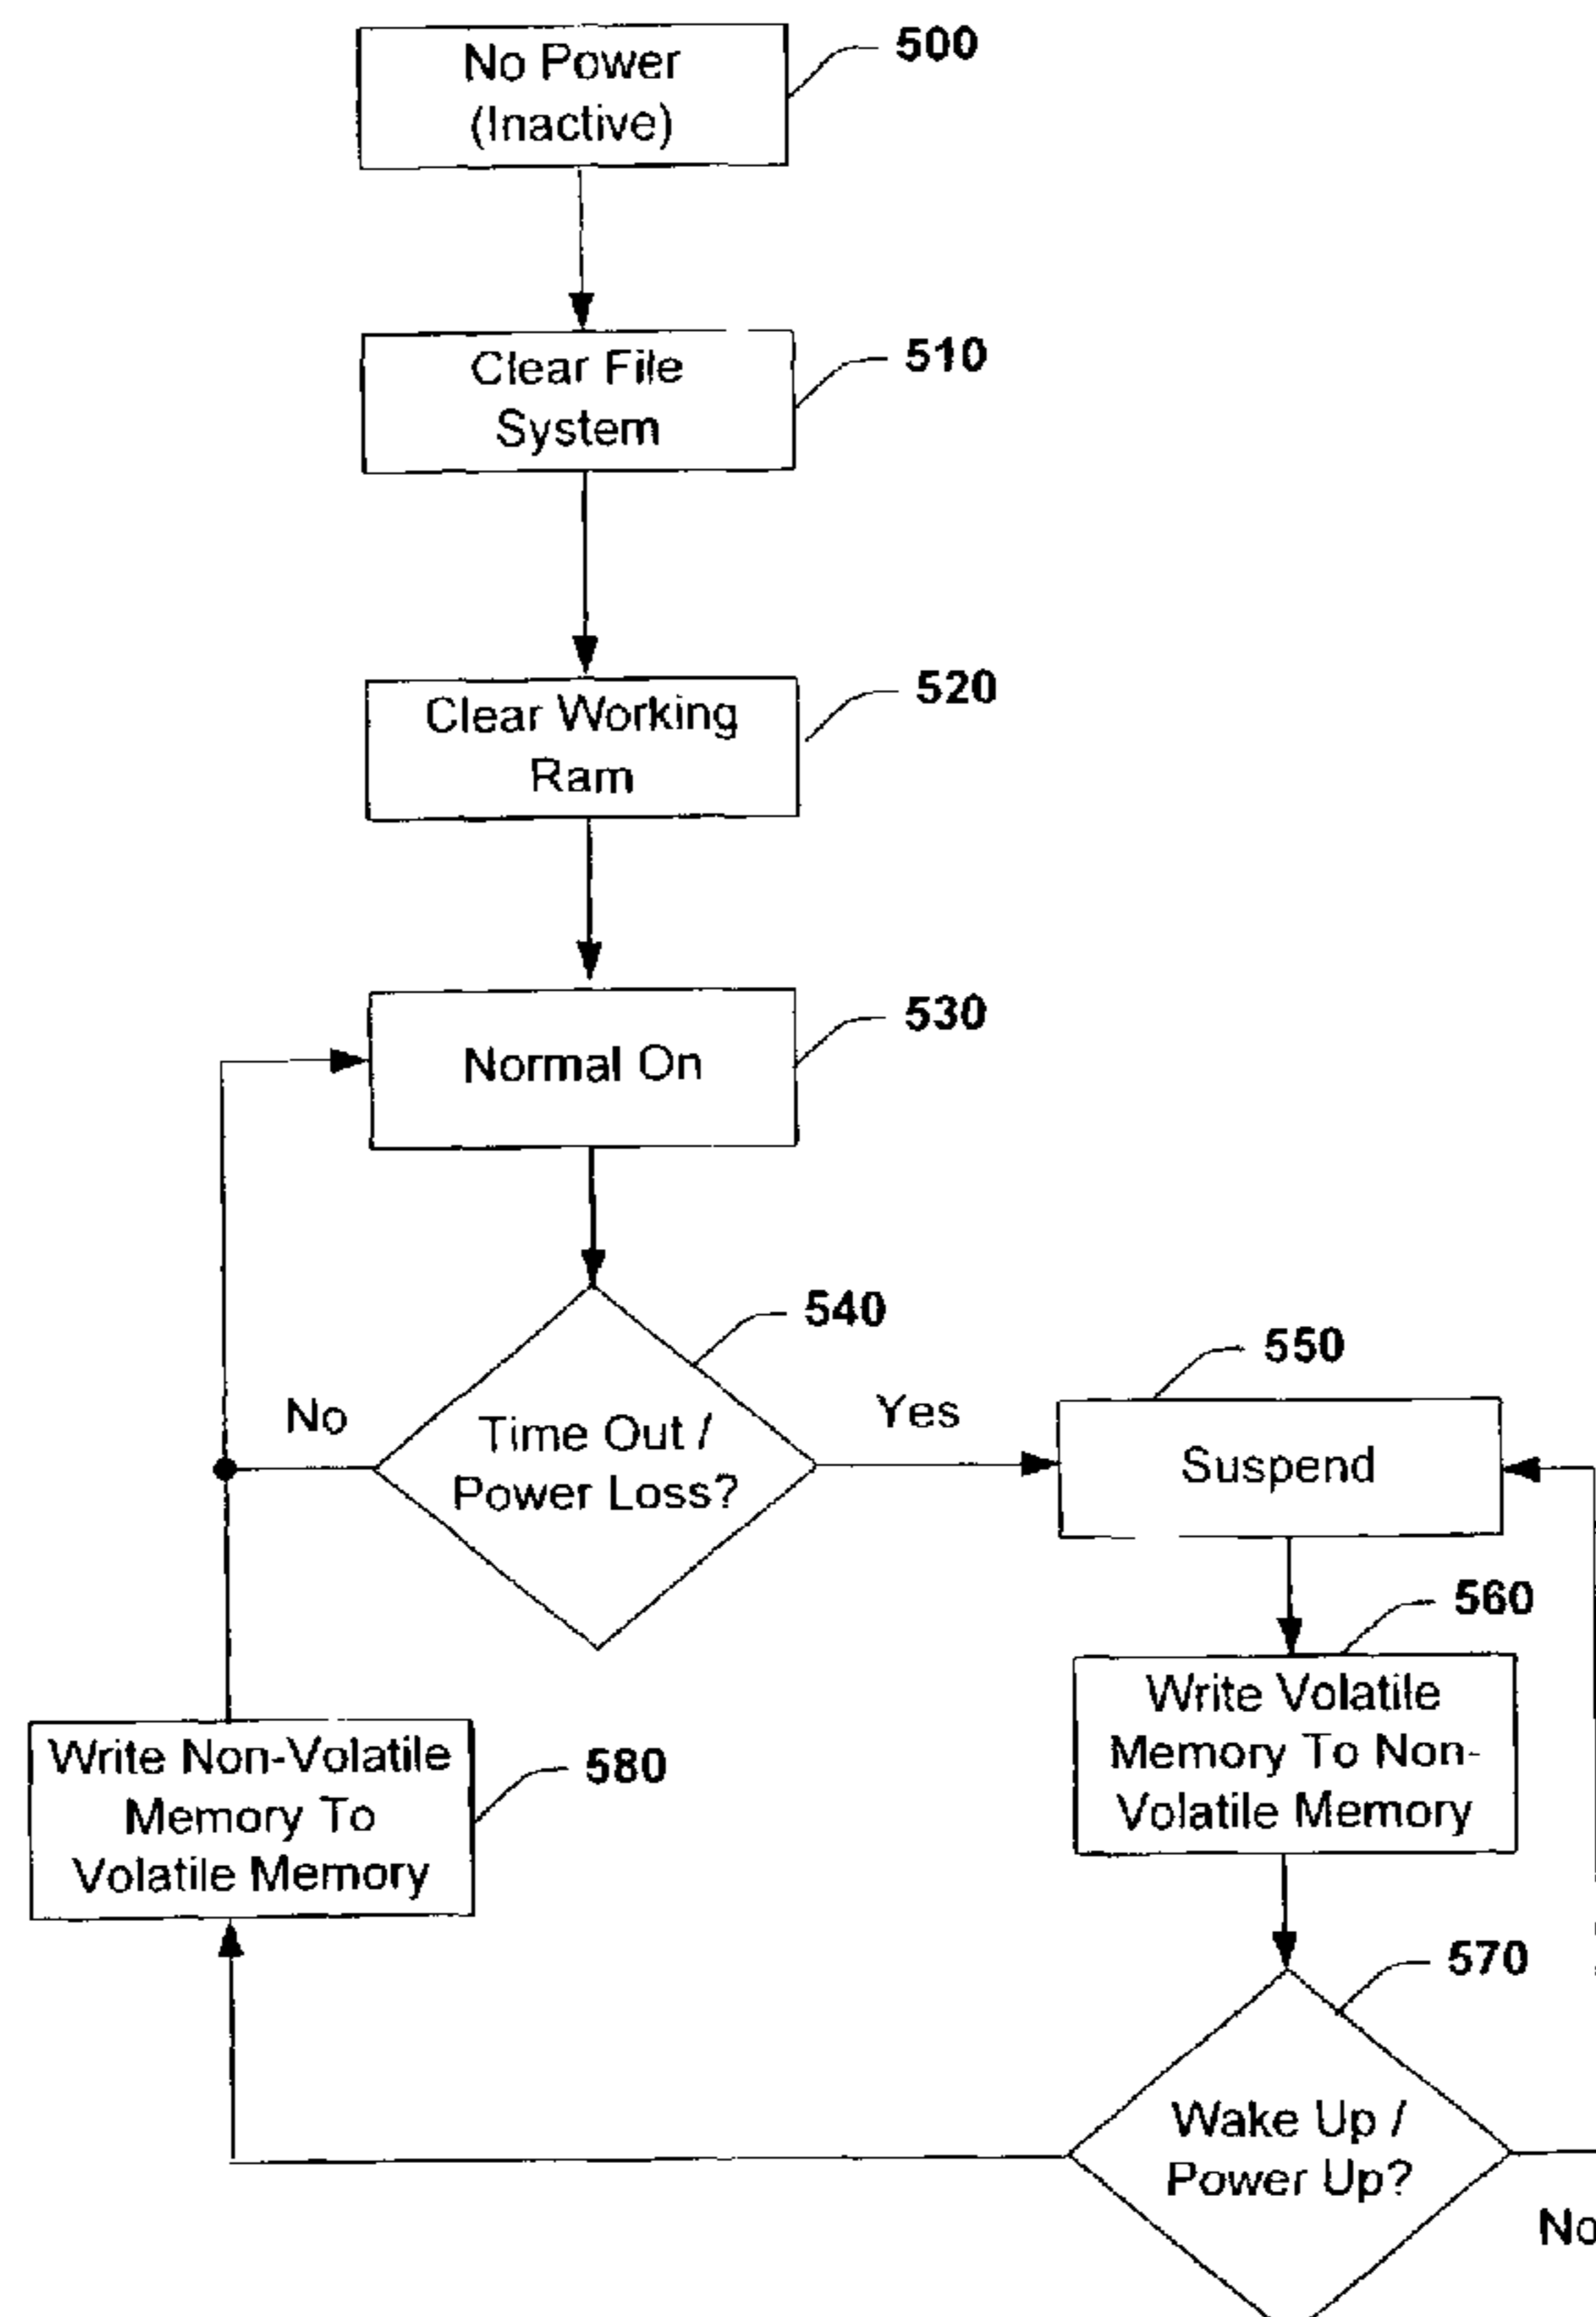 500
No Power
(Inactive)
510
Clear File
System
520
Clear Working
Ram
530
Normal On
540
Time Out /
Power Loss?
No
Yes
550
Suspend
560
Write Volatile
Memory To Non-
Volatile Memory
580
Write Non-Volatile
Memory To
Volatile Memory
570
Wake Up /
Power Up?
No